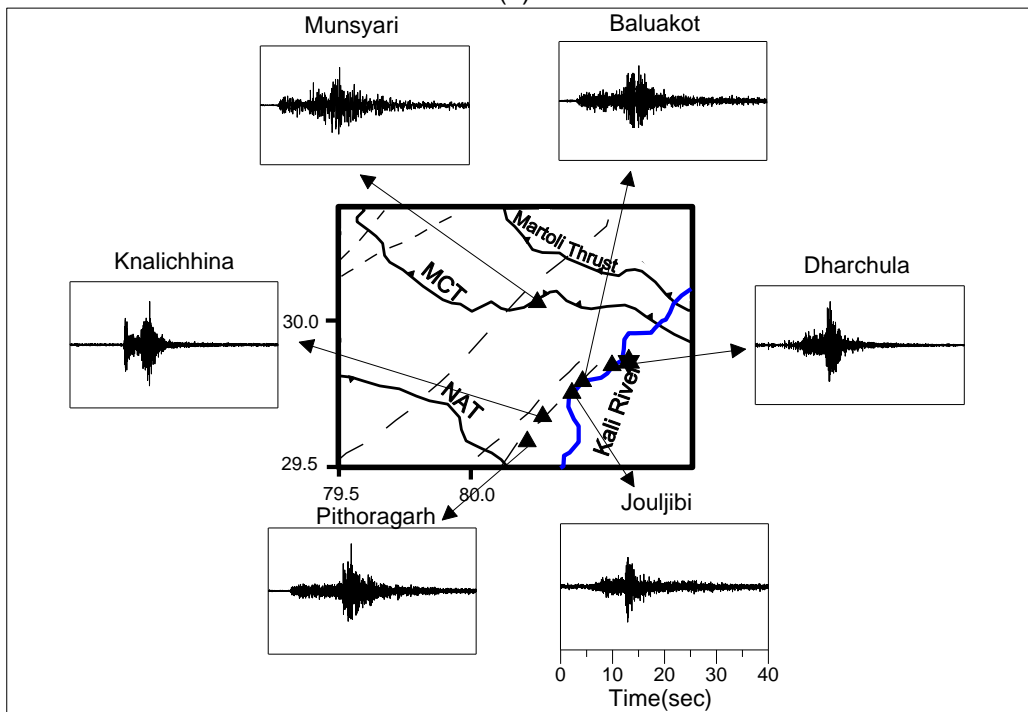 Munsyari
Baluakot
Knalichhina
Dharchula
Martoli Thrust
MCT
30.0
NAT
Kali River
29.5
79.5
80.0
Pithoragarh
Jouljibi
0 10 20 30 40
Time(sec)